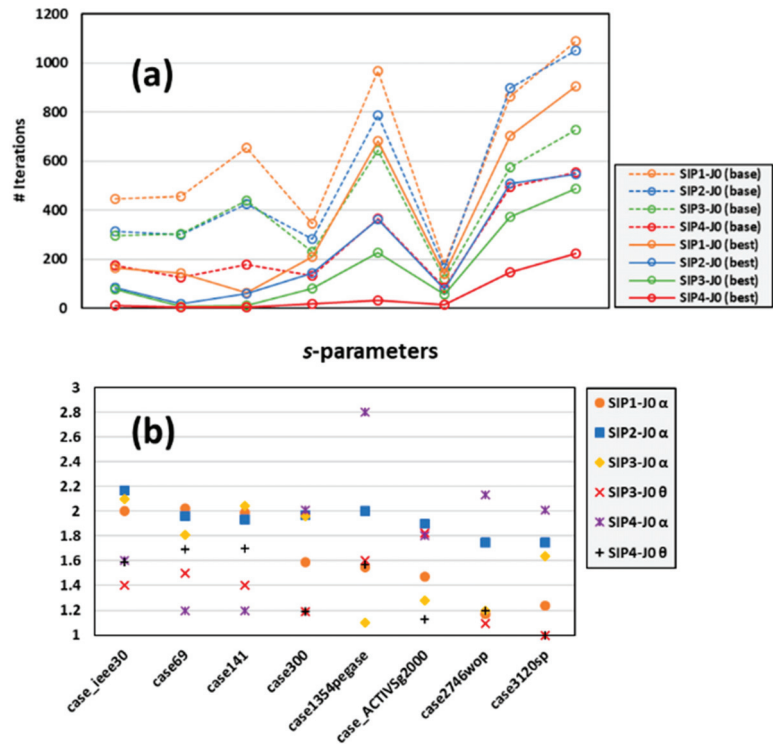 1200
1000
800
600
400
200
0
# Iterations
(a)
SIP1-J0 (base)
SIP2-J0 (base)
SIP3-J0 (base)
SIP4-J0 (base)
SIP1-J0 (best)
SIP2-J0 (best)
SIP3-J0 (best)
SIP4-J0 (best)
s-parameters
3
2.8
2.6
2.4
2.2
2
1.8
1.6
1.4
1.2
1
(b)
SIP1-J0 α
SIP2-J0 α
SIP3-J0 α
SIP3-J0 θ
SIP4-J0 α
SIP4-J0 θ
case_ieee30
case69
case141
case300
case1354pegase
case_ACTIVSg2000
case2746wop
case3120sp